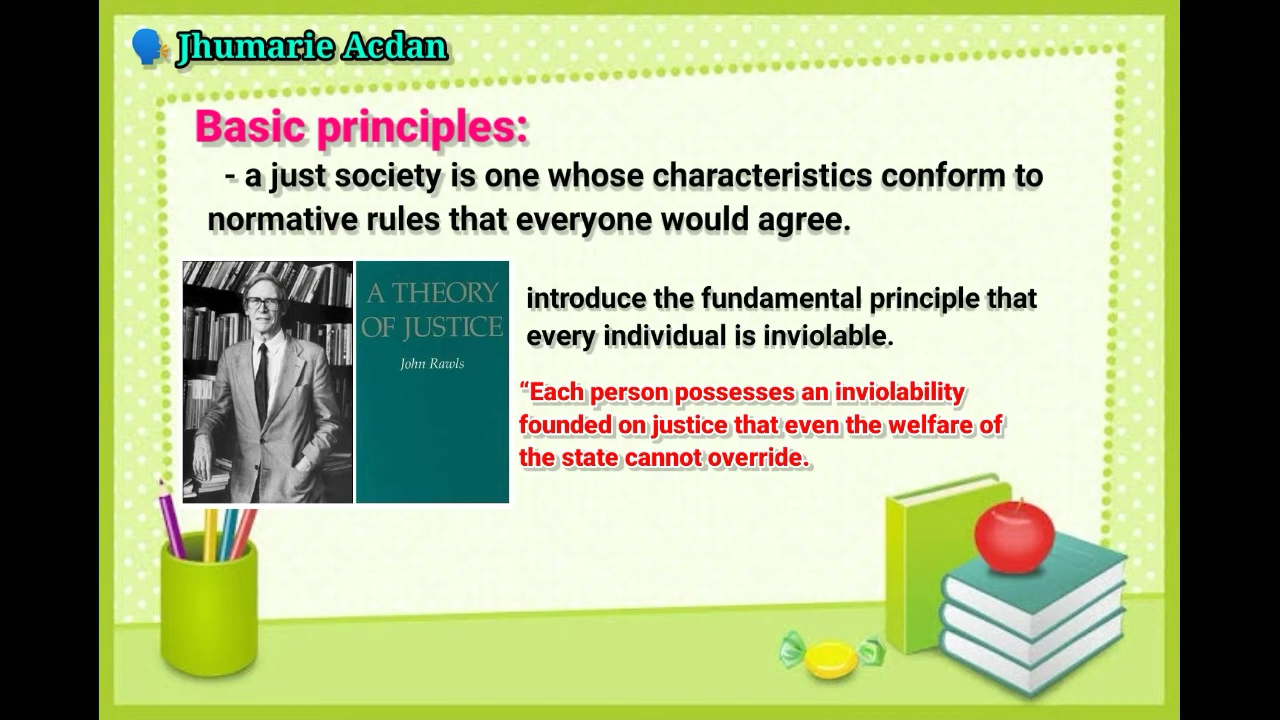 Jhumarie Acdan
Basic principles:
- a just society is one whose characteristics conform to
normative rules that everyone would agree.
A THEORY
OF JUSTICE
John Rawls
introduce the fundamental principle that
every individual is inviolable.
“Each person possesses an inviolability
founded on justice that even the welfare of
the state cannot override.